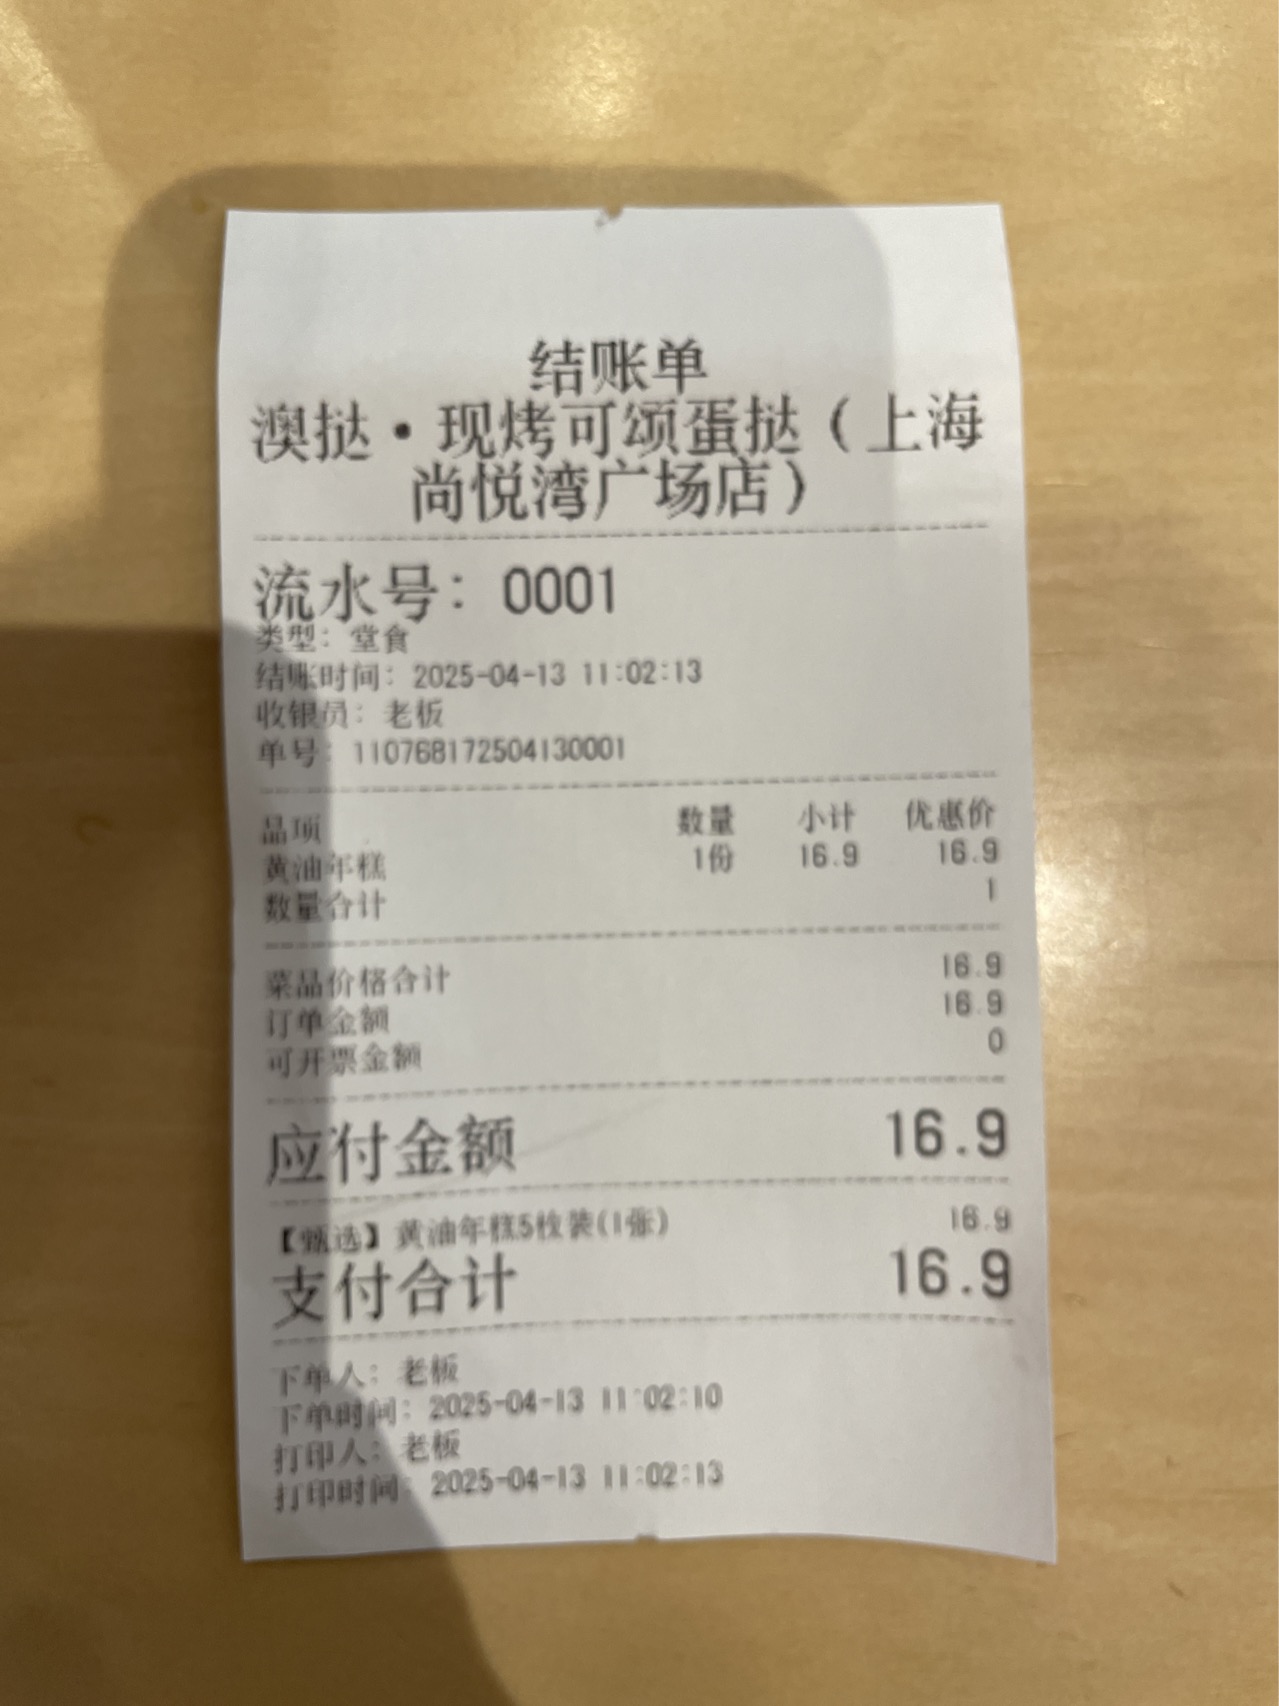 结账单
澳挞·现烤可颂蛋挞（上海
尚悦湾广场店）
流水号：0001
类型：堂食
结账时间：2025-04-13 11:02:13
收银员：老板
单号：110768172504130001
品项 数量 小计 优惠价
黄油年糕 1份 16.9 16.9
数量合计 1
菜品价格合计 16.9
订单金额 16.9
可开票金额 0
应付金额 16.9
【甄选】黄油年糕5枚装(1张) 16.9
支付合计 16.9
下单人：老板
下单时间：2025-04-13 11:02:10
打印人：老板
打印时间：2025-04-13 11:02:13